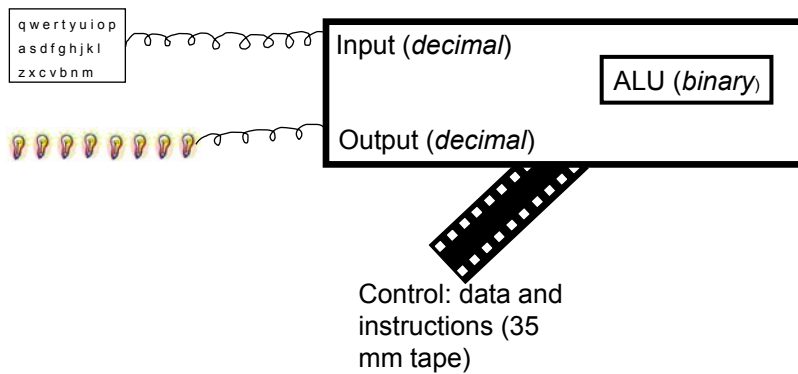 q w e r t y u i o p
a s d f g h j k l
z x c v b n m
Input (decimal)
ALU (binary)
Output (decimal)
Control: data and
instructions (35
mm tape)